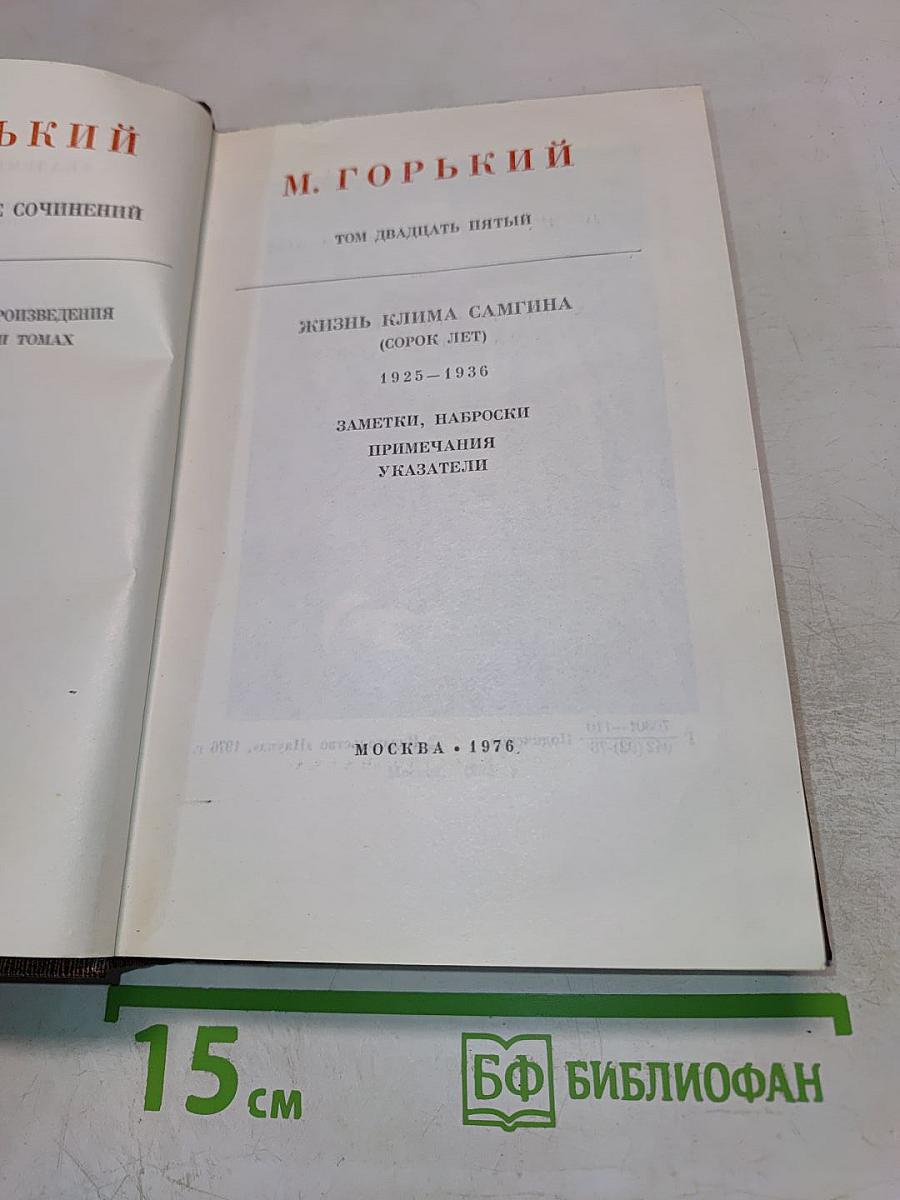 ЬКИЙ
СОЧИНЕНИЙ
РОИЗВЕДЕНИЯ
ТОМАХ
М. ГОРЬКИЙ
ТОМ ДВАДЦАТЬ ПЯТЫЙ
ЖИЗНЬ КЛИМА САМГИНА
(СОРОК ЛЕТ)
1925—1936
ЗАМЕТКИ, НАБРОСКИ
ПРИМЕЧАНИЯ
УКАЗАТЕЛИ
МОСКВА • 1976
15 см
БФ БИБЛИОФАН